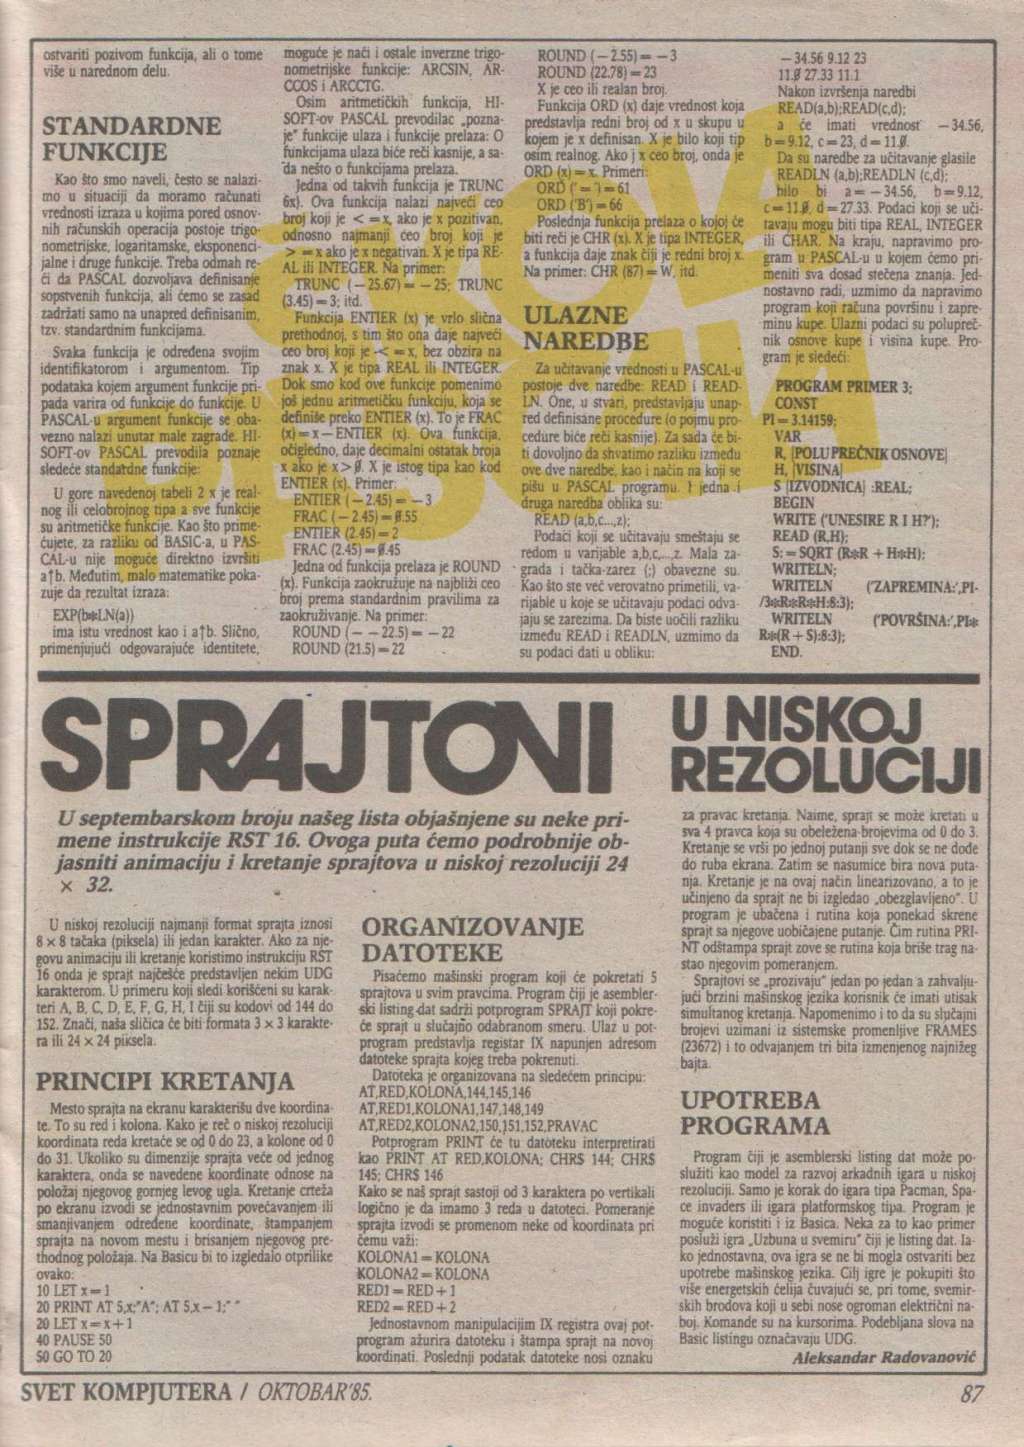 ostvariti pozivom funkcija, ali o tome
više u narednom delu.
STANDARDNE
FUNKCIJE
Kao što smo naveli, često se nalazi-
mo u situaciji da moramo računati
vrednosti izraza u kojima pored osnov-
nih računskih operacija postoje trigo-
nometrijske, logaritamske, eksponenci-
jalne i druge funkcije. Treba odmah re-
ći da PASCAL dozvoljava definisanje
sopstvenih funkcija, ali ćemo se zasad
zadržati samo na unapred definisanim,
tzv. standardnim funkcijama.
Svaka funkcija je određena svojim
identifikatorom i argumentom. Tip
podataka kojem argument funkcije pri-
pada varira od funkcije do funkcije. U
PASCAL-u argument funkcije se oba-
vezno nalazi unutar male zagrade. HI-
SOFT-ov PASCAL prevodila poznaje
sledeće standardne funkcije:
U gore navedenoj tabeli 2 x je real-
nog ili celobrojnog tipa a sve funkcije
su aritmetičke funkcije. Kao što prime-
ćujete, za razliku od BASIC-a, u PAS-
CAL-u nije moguće direktno izvršiti
a↑b. Međutim, malo matematike poka-
zuje da rezultat izraza:
EXP(b*LN(a))
ima istu vrednost kao i a↑b. Slično,
primenjujući odgovarajuće identitete,
moguće je naći i ostale inverzne trigo-
nometrijske funkcije: ARCSIN, AR-
CCOS i ARCCTG.
Osim aritmetičkih funkcija, HI-
SOFT-ov PASCAL prevodilac „pozna-
je" funkcije ulaza i funkcije prelaza: O
funkcijama ulaza biće reči kasnije, a sa-
da nešto o funkcijama prelaza.
Jedna od takvih funkcija je TRUNC
6x). Ova funkcija nalazi najveći ceo
broj koji je < =x, ako je x pozitivan,
odnosno najmanji ceo broj koji je
> =x ako je x negativan. X je tipa RE-
AL ili INTEGER. Na primer:
TRUNC (−25.67)= −25; TRUNC
(3.45)=3; itd.
Funkcija ENTIER (x) je vrlo slična
prethodnoj, s tim što ona daje najveći
ceo broj koji je < =x, bez obzira na
znak x. X je tipa REAL ili INTEGER.
Dok smo kod ove funkcije pomenimo
još jednu aritmetičku funkciju, koja se
definiše preko ENTIER (x). To je FRAC
(x)=x−ENTIER (x). Ova funkcija,
očigledno, daje decimalni ostatak broja
x ako je x>0. X je istog tipa kao kod
ENTIER (x). Primer:
ENTIER (−2.45)= −3
FRAC (−2.45)=0.55
ENTIER (2.45)=2
FRAC (2.45)=0.45
Jedna od funkcija prelaza je ROUND
(x). Funkcija zaokružuje na najbliži ceo
broj prema standardnim pravilima za
zaokruživanje. Na primer:
ROUND (− −22.5)= −22
ROUND (21.5)=22
ROUND (−2.55)= −3
ROUND (22.78)=23
X je ceo ili realan broj.
Funkcija ORD (x) daje vrednost koja
predstavlja redni broj od x u skupu u
kojem je x definisan. X je bilo koji tip
osim realnog. Ako j x ceo broj, onda je
ORD (x)=x. Primeri:
ORD ('=')=61
ORD ('B')=66
Poslednja funkcija prelaza o kojoj će
biti reči je CHR (x). X je tipa INTEGER,
a funkcija daje znak čiji je redni broj x.
Na primer: CHR (87)=W, itd.
ULAZNE
NAREDBE
Za učitavanje vrednosti u PASCAL-u
postoje dve naredbe: READ i READ-
LN. One, u stvari, predstavljaju unap-
red definisane procedure (o pojmu pro-
cedure biće reči kasnije). Za sada će bi-
ti dovoljno da shvatimo razliku između
ove dve naredbe, kao i način na koji se
pišu u PASCAL programu. I jedna i
druga naredba oblika su:
READ (a,b,c...,z);
Podaci koji se učitavaju smeštaju se
redom u varijable a,b,c,...,z. Mala za-
grada i tačka-zarez (;) obavezne su.
Kao što ste već verovatno primetili, va-
rijable u koje se učitavaju podaci odva-
jaju se zarezima. Da biste uočili razliku
između READ i READLN, uzmimo da
su podaci dati u obliku:
−34.56 9.12 23
11.0 27.33 11.1
Nakon izvršenja naredbi
READ(a,b);READ(c,d);
a će imati vrednost −34.56,
b=9.12, c=23, d=11.0.
Da su naredbe za učitavanje glasile
READLN (a,b);READLN (c,d);
bilo bi a= −34.56, b=9.12,
c=11.0, d=27.33. Podaci koji se uči-
tavaju mogu biti tipa REAL, INTEGER
ili CHAR. Na kraju, napravimo pro-
gram u PASCAL-u u kojem ćemo pri-
meniti sva dosad stečena znanja. Jed-
nostavno radi, uzmimo da napravimo
program koji računa površinu i zapre-
minu kupe. Ulazni podaci su polupreč-
nik osnove kupe i visina kupe. Pro-
gram je sledeći:
PROGRAM PRIMER 3;
CONST
PI=3.14159;
VAR
R, |POLUPREČNIK OSNOVE|
H, |VISINA|
S |IZVODNICA| :REAL;
BEGIN
WRITE ('UNESIRE R I H?');
READ (R,H);
S:=SQRT (R*R + H*H);
WRITELN;
WRITELN ('ZAPREMINA:',PI-
/3*R*R*H:8:3);
WRITELN ('POVRŠINA:',PI*
R*(R + S):8:3);
END.
SPRAJTOVI
U NISKOJ
REZOLUCIJI
U septembarskom broju našeg lista objašnjene su neke pri-
mene instrukcije RST 16. Ovoga puta ćemo podrobnije ob-
jasniti animaciju i kretanje sprajtova u niskoj rezoluciji 24
× 32.
U niskoj rezoluciji najmanji format sprajta iznosi
8×8 tačaka (piksela) ili jedan karakter. Ako za nje-
govu animaciju ili kretanje koristimo instrukciju RST
16 onda je sprajt najčešće predstavljen nekim UDG
karakterom. U primeru koji sledi korišćeni su karak-
teri A, B, C, D, E, F, G, H, I čiji su kodovi od 144 do
152. Znači, naša sličica će biti formata 3×3 karakte-
ra ili 24×24 piksela.
PRINCIPI KRETANJA
Mesto sprajta na ekranu karakterišu dve koordina-
te. To su red i kolona. Kako je reč o niskoj rezoluciji
koordinata reda kretaće se od 0 do 23, a kolone od 0
do 31. Ukoliko su dimenzije sprajta veće od jednog
karaktera, onda se navedene koordinate odnose na
položaj njegovog gornjeg levog ugla. Kretanje crteža
po ekranu izvodi se jednostavnim povećavanjem ili
smanjivanjem određene koordinate, štampanjem
sprajta na novom mestu i brisanjem njegovog pre-
thodnog položaja. Na Basicu bi to izgledalo otprilike
ovako:
10 LET x=1
20 PRINT AT 5,x;"A"; AT 5,x−1;" "
20 LET x=x+1
40 PAUSE 50
50 GO TO 20
ORGANIZOVANJE
DATOTEKE
Pisaćemo mašinski program koji će pokretati 5
sprajtova u svim pravcima. Program čiji je asembler-
ski listing dat sadrži potprogram SPRAJT koji pokre-
će sprajt u slučajno odabranom smeru. Ulaz u pot-
program predstavlja registar IX napunjen adresom
datoteke sprajta kojeg treba pokrenuti.
Datoteka je organizovana na sledećem principu:
AT,RED,KOLONA,144,145,146
AT,RED1,KOLONA1,147,148,149
AT,RED2,KOLONA2,150,151,152,PRAVAC
Potprogram PRINT će tu datoteku interpretirati
kao PRINT AT RED,KOLONA; CHR$ 144; CHR$
145; CHR$ 146
Kako se naš sprajt sastoji od 3 karaktera po vertikali
logično je da imamo 3 reda u datoteci. Pomeranje
sprajta izvodi se promenom neke od koordinata pri
čemu važi:
KOLONA1=KOLONA
KOLONA2=KOLONA
RED1=RED+1
RED2=RED+2
Jednostavnom manipulacijim IX registra ovaj pot-
program ažurira datoteku i štampa sprajt na novoj
koordinati. Poslednji podatak datoteke nosi oznaku
za pravac kretanja. Naime, sprajt se može kretati u
sva 4 pravca koja su obeležena brojevima od 0 do 3.
Kretanje se vrši po jednoj putanji sve dok se ne dođe
do ruba ekrana. Zatim se nasumice bira nova puta-
nja. Kretanje je na ovaj način linearizovano, a to je
učinjeno da sprajt ne bi izgledao „obezglavljeno". U
program je ubačena i rutina koja ponekad skrene
sprajt sa njegove uobičajene putanje. Čim rutina PRI-
NT odštampa sprajt zove se rutina koja briše trag na-
stao njegovim pomeranjem.
Sprajtovi se „prozivaju" jedan po jedan a zahvalju-
jući brzini mašinskog jezika korisnik će imati utisak
simultanog kretanja. Napomenimo i to da su slučajni
brojevi uzimani iz sistemske promenljive FRAMES
(23672) i to odvajanjem tri bita izmenjenog najnižeg
bajta.
UPOTREBA
PROGRAMA
Program čiji je asemblerski listing dat može po-
služiti kao model za razvoj arkadnih igara u niskoj
rezoluciji. Samo je korak do igara tipa Pacman, Spa-
ce invaders ili igara platformskog tipa. Program je
moguće koristiti i iz Basica. Neka za to kao primer
posluži igra „Uzbuna u svemiru" čiji je listing dat. Ia-
ko jednostavna, ova igra se ne bi mogla ostvariti bez
upotrebe mašinskog jezika. Cilj igre je pokupiti što
više energetskih ćelija čuvajući se, pri tome, svemir-
skih brodova koji u sebi nose ogroman električni na-
boj. Komande su na kursorima. Podebljana slova na
Basic listingu označavaju UDG.
Aleksandar Radovanović
SVET KOMPJUTERA / OKTOBAR'85.
87